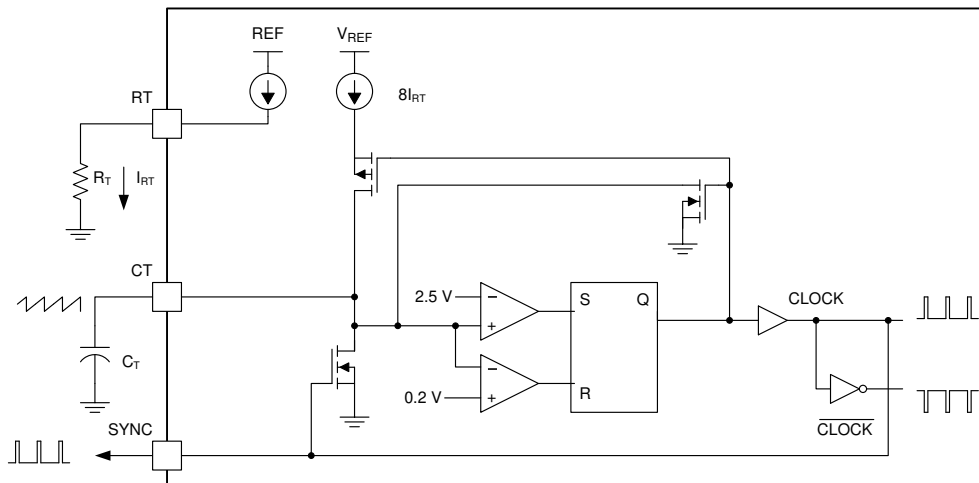 REF
VREF
RT
8IRT
RT
IRT
CT
2.5 V
S
Q
CLOCK
CT
0.2 V
R
CLOCK
SYNC